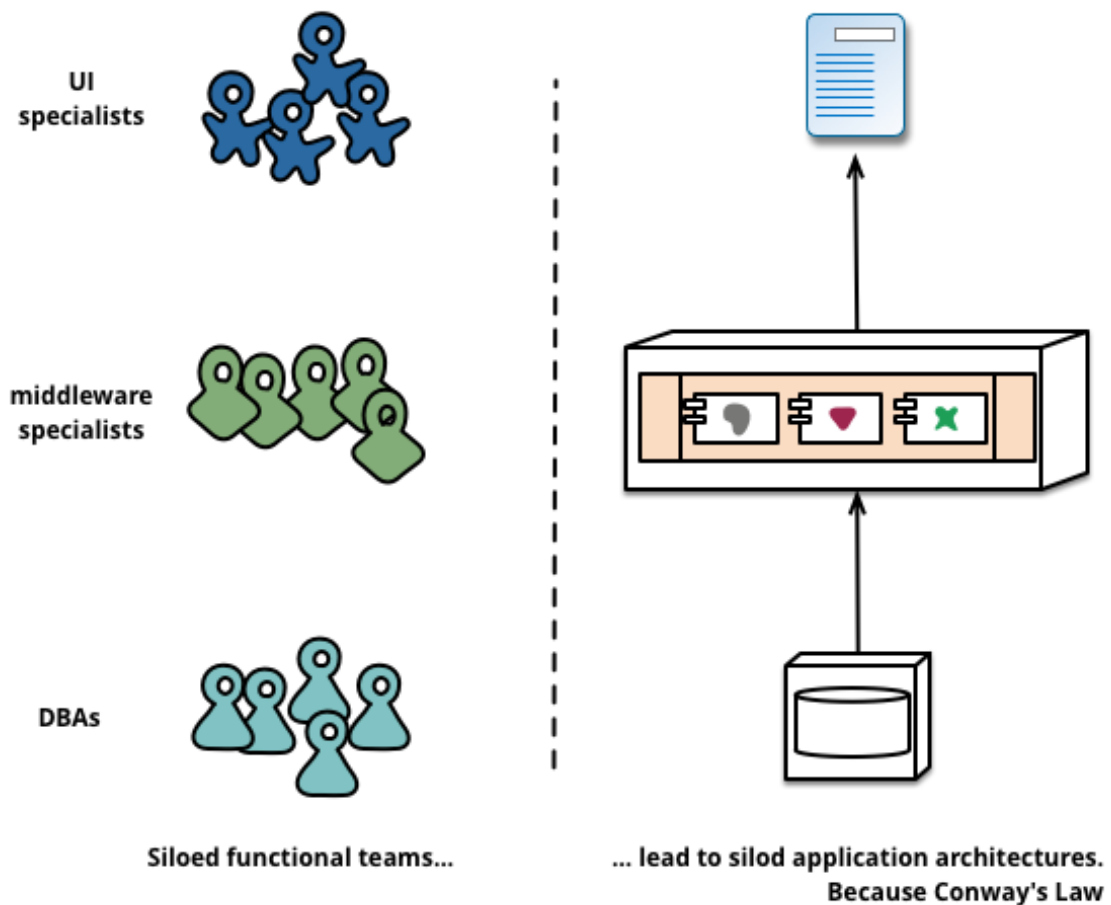 UI
specialists
middleware
specialists
DBAs
Siloed functional teams...
... lead to silod application architectures.
Because Conway's Law